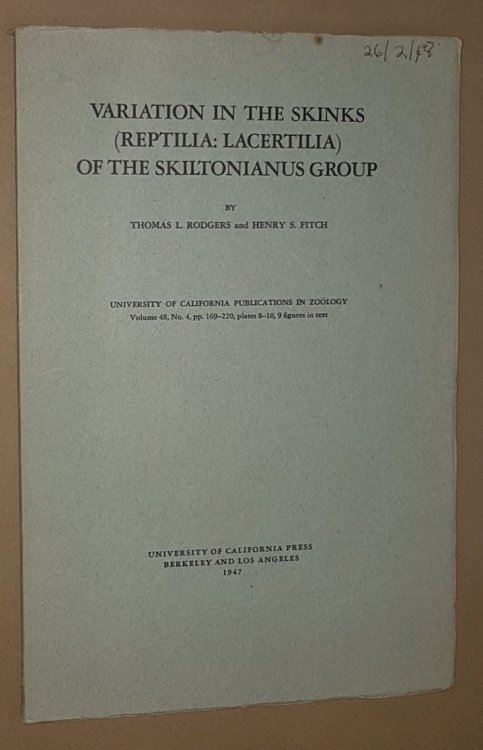 26/2/48
VARIATION IN THE SKINKS
(REPTILIA: LACERTILIA)
OF THE SKILTONIANUS GROUP
BY
THOMAS L. RODGERS and HENRY S. FITCH
UNIVERSITY OF CALIFORNIA PUBLICATIONS IN ZOÖLOGY
Volume 48, No. 4, pp. 169–220, plates 8–10, 9 figures in text
UNIVERSITY OF CALIFORNIA PRESS
BERKELEY AND LOS ANGELES
1947